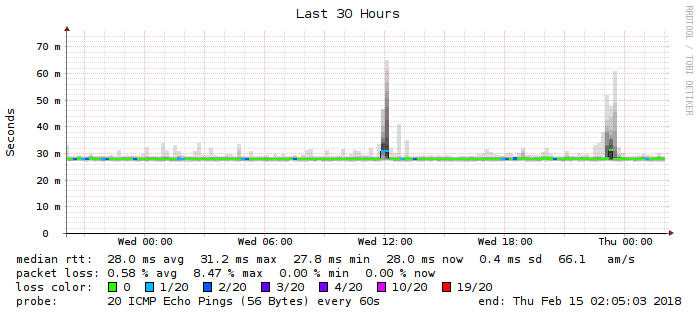 Last 30 Hours
RRDTOOL / TOBI OETIKER
Seconds
70 m
60 m
50 m
40 m
30 m
20 m
10 m
0
Wed 00:00 Wed 06:00 Wed 12:00 Wed 18:00 Thu 00:00
median rtt: 28.0 ms avg 31.2 ms max 27.8 ms min 28.0 ms now 0.4 ms sd 66.1 am/s
packet loss: 0.58 % avg 8.47 % max 0.00 % min 0.00 % now
loss color: 0 1/20 2/20 3/20 4/20 10/20 19/20
probe: 20 ICMP Echo Pings (56 Bytes) every 60s end: Thu Feb 15 02:05:03 2018